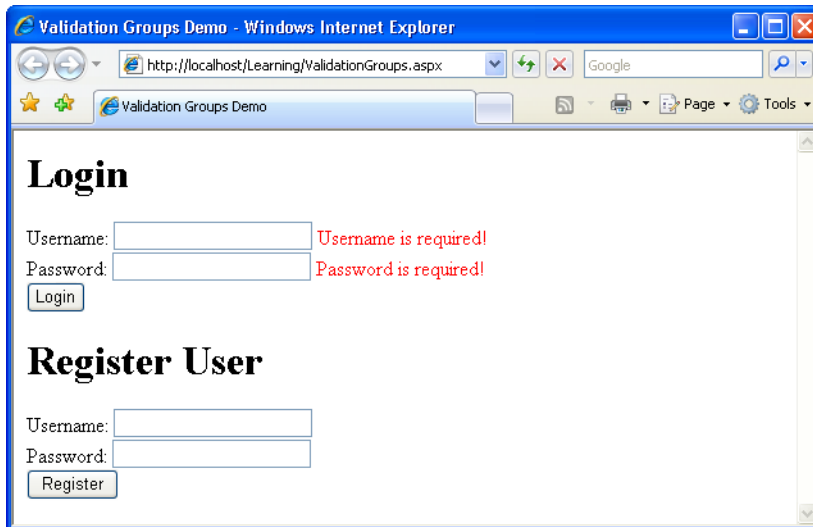 Validation Groups Demo - Windows Internet Explorer
http://localhost/Learning/ValidationGroups.aspx Google
Validation Groups Demo Page Tools
Login
Username: Username is required!
Password: Password is required!
Login
Register User
Username:
Password:
Register